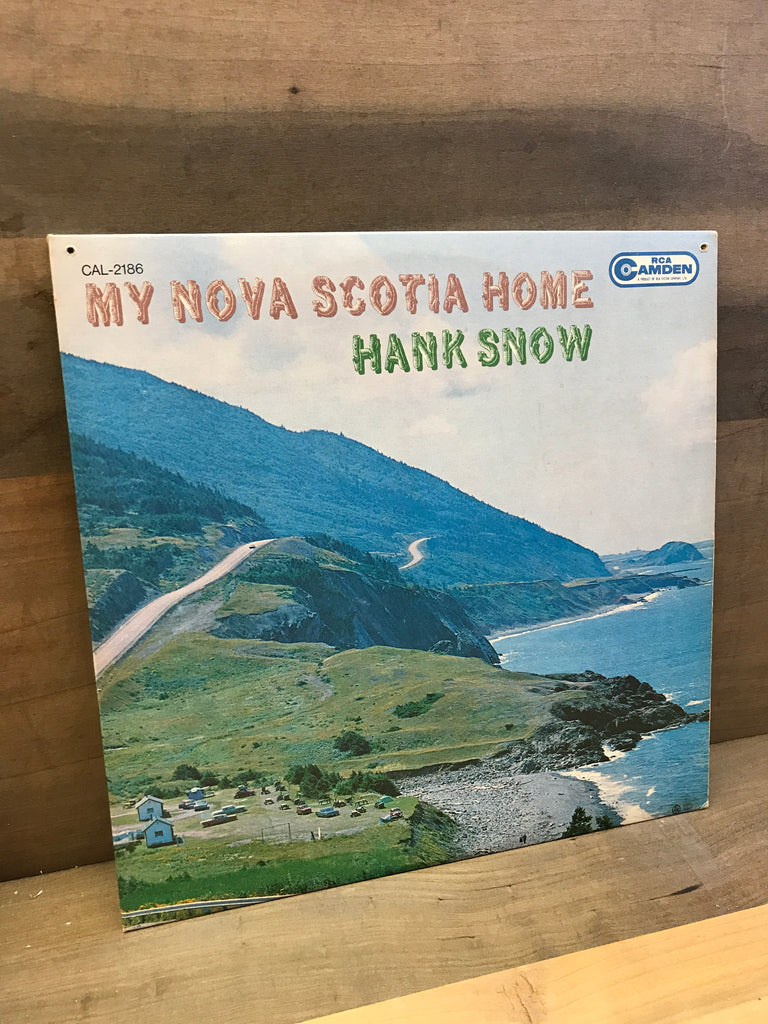 CAL-2186
RCA
CAMDEN
MY NOVA SCOTIA HOME
HANK SNOW